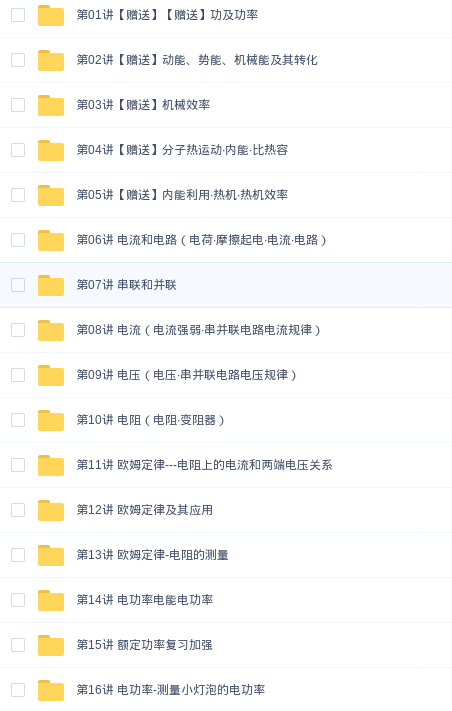 第01讲【赠送】【赠送】功及功率
第02讲【赠送】动能、势能、机械能及其转化
第03讲【赠送】机械效率
第04讲【赠送】分子热运动·内能·比热容
第05讲【赠送】内能利用·热机·热机效率
第06讲 电流和电路（电荷·摩擦起电·电流·电路）
第07讲 串联和并联
第08讲 电流（电流强弱·串并联电路电流规律）
第09讲 电压（电压·串并联电路电压规律）
第10讲 电阻（电阻·变阻器）
第11讲 欧姆定律---电阻上的电流和两端电压关系
第12讲 欧姆定律及其应用
第13讲 欧姆定律-电阻的测量
第14讲 电功率电能电功率
第15讲 额定功率复习加强
第16讲 电功率-测量小灯泡的电功率